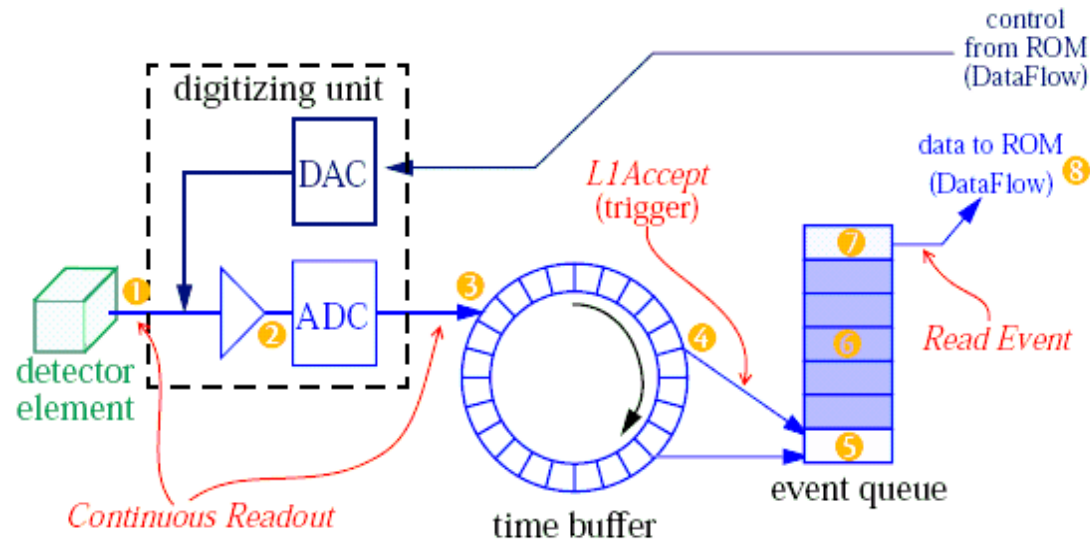 control
from ROM
(DataFlow)
digitizing unit
DAC
L1Accept
(trigger)
data to ROM
(DataFlow) 8
7
1
3
2
ADC
4
6
Read Event
detector
element
5
event queue
Continuous Readout
time buffer